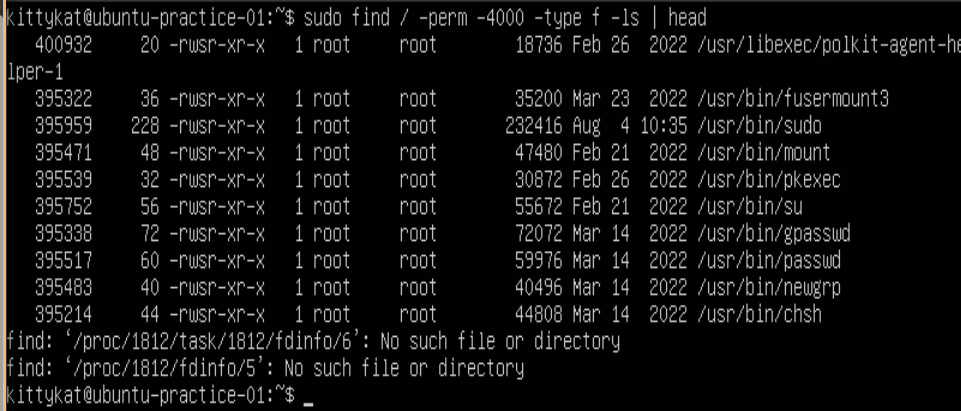 kittykat@ubuntu-practice-01:~$ sudo find / -perm -4000 -type f -ls | head
400932 20 -rwsr-xr-x 1 root root 18736 Feb 26 2022 /usr/libexec/polkit-agent-he
lper-1
395322 36 -rwsr-xr-x 1 root root 35200 Mar 23 2022 /usr/bin/fusermount3
395959 228 -rwsr-xr-x 1 root root 232416 Aug 4 10:35 /usr/bin/sudo
395471 48 -rwsr-xr-x 1 root root 47480 Feb 21 2022 /usr/bin/mount
395539 32 -rwsr-xr-x 1 root root 30872 Feb 26 2022 /usr/bin/pkexec
395752 56 -rwsr-xr-x 1 root root 55672 Feb 21 2022 /usr/bin/su
395338 72 -rwsr-xr-x 1 root root 72072 Mar 14 2022 /usr/bin/gpasswd
395517 60 -rwsr-xr-x 1 root root 59976 Mar 14 2022 /usr/bin/passwd
395483 40 -rwsr-xr-x 1 root root 40496 Mar 14 2022 /usr/bin/newgrp
395214 44 -rwsr-xr-x 1 root root 44808 Mar 14 2022 /usr/bin/chsh
find: ‘/proc/1812/task/1812/fdinfo/6’: No such file or directory
find: ‘/proc/1812/fdinfo/5’: No such file or directory
kittykat@ubuntu-practice-01:~$ _